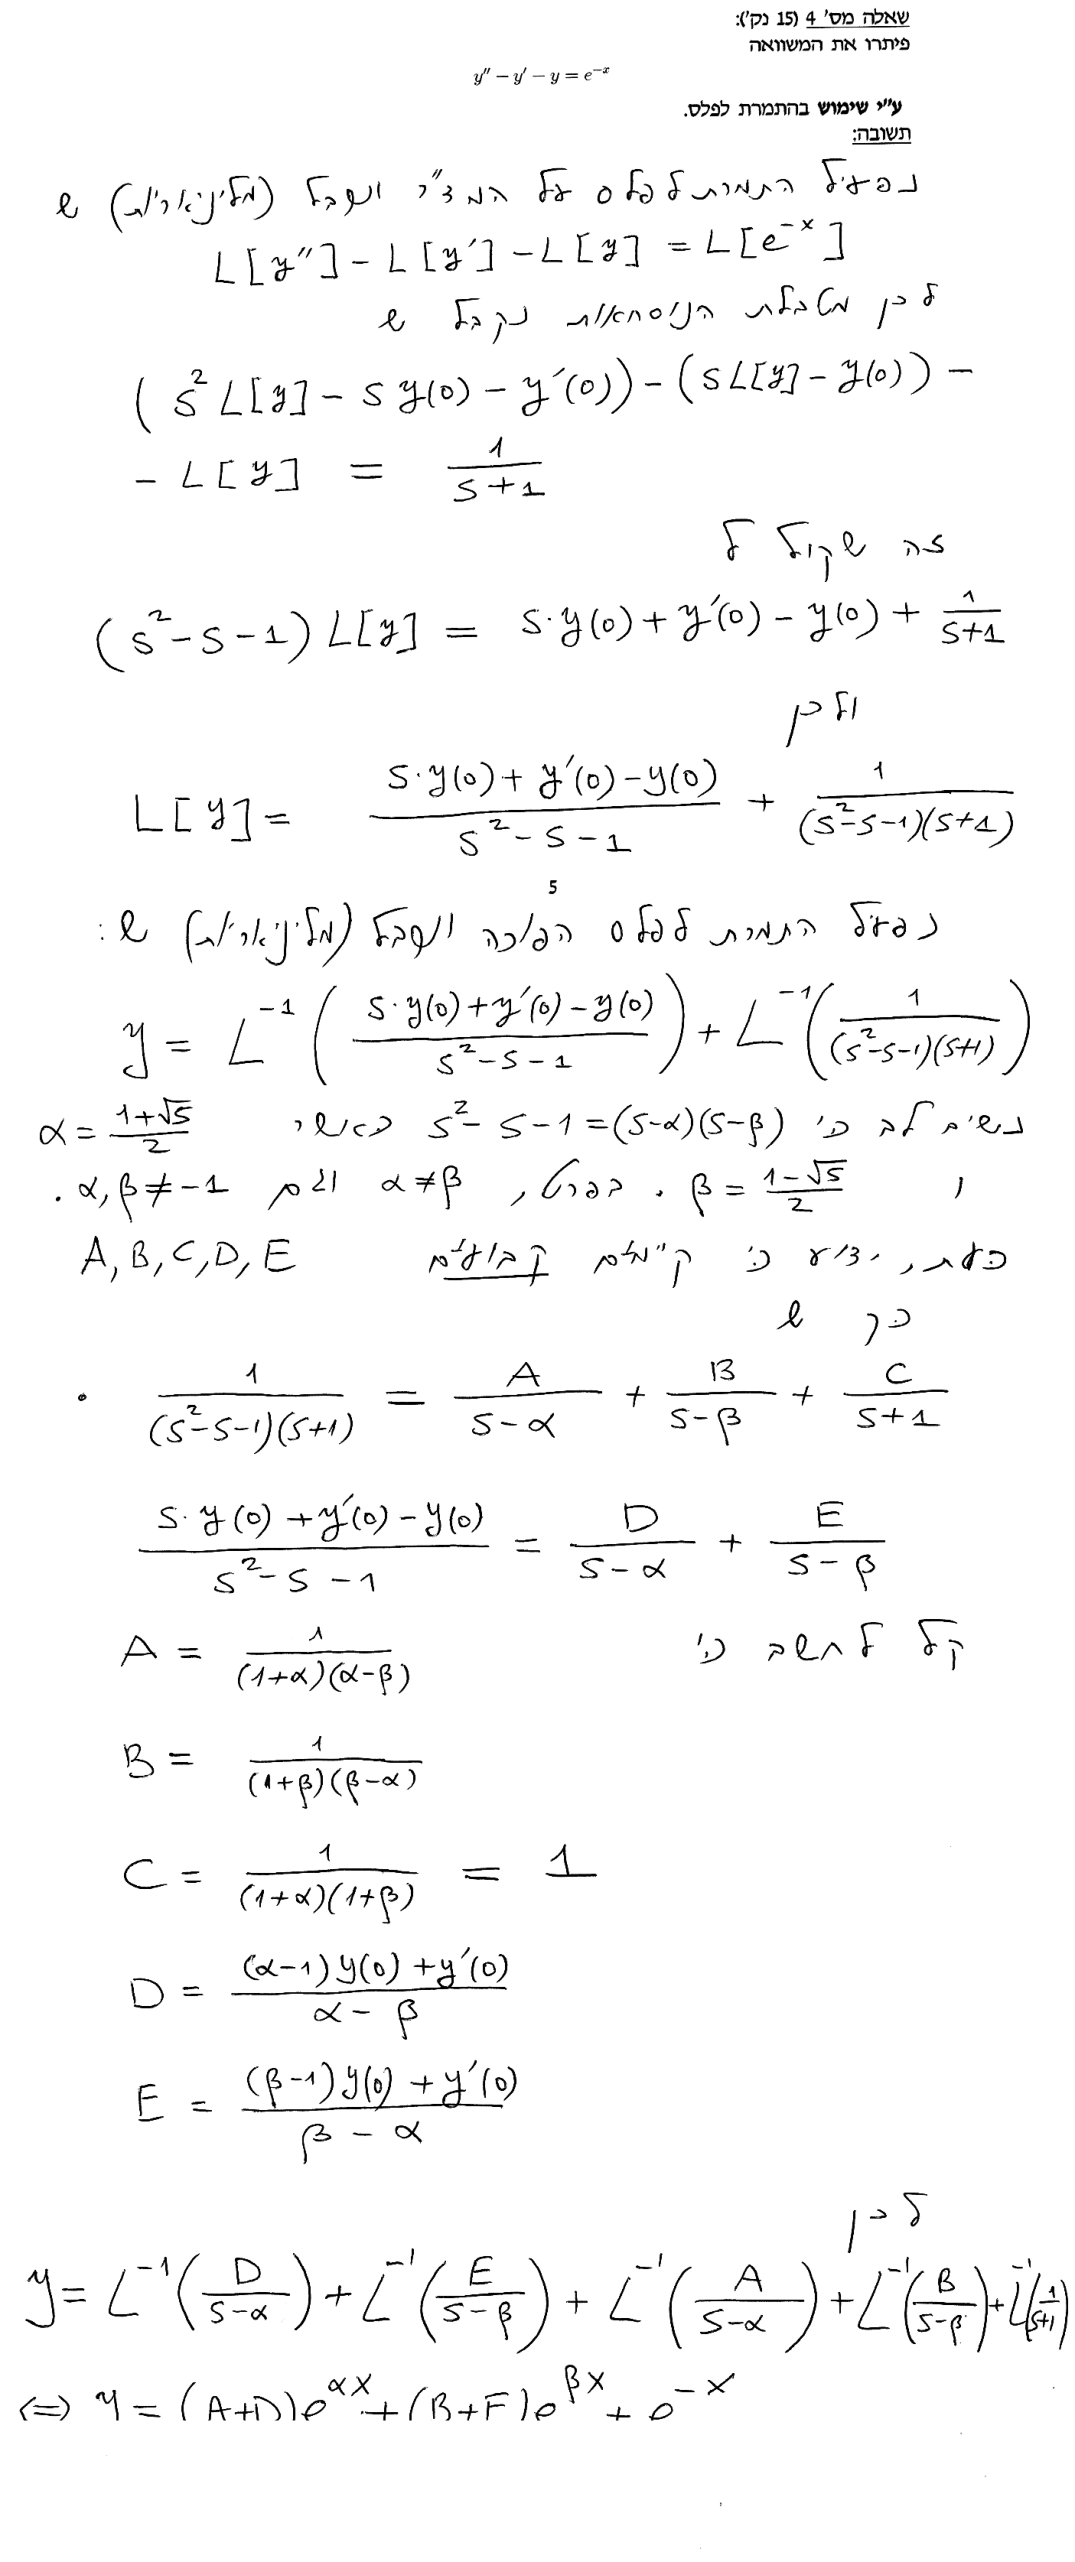 שאלה מס' 4 (15 נק'):
פיתרו את המשוואה
y'' − y' − y = e^{−x}
ע"י שימוש בהתמרת לפלס.
תשובה:
נפעיל התמרת לפלס על המד"ר ונקבל (מליניאריות) ש
L[y''] − L[y'] − L[y] = L[e^{−x}]
לכן מטבלת הנוסחאות נקבל ש
(s² L[y] − s y(0) − y'(0)) − (s L[y] − y(0)) −
− L[y] = 1/(s+1)
זה שקול ל
(s² − s − 1) L[y] = s·y(0) + y'(0) − y(0) + 1/(s+1)
ולכן
L[y] = (s·y(0) + y'(0) − y(0))/(s² − s − 1) + 1/((s²−s−1)(s+1))
5
נפעיל התמרת לפלס הפוכה ונקבל (מליניאריות) ש:
y = L^{−1}((s·y(0) + y'(0) − y(0))/(s² − s − 1)) + L^{−1}(1/((s²−s−1)(s+1)))
נשים לב כי s² − s − 1 = (s−α)(s−β) כאשר α = (1+√5)/2
ו β = (1−√5)/2 . בפרט, α ≠ β וגם α, β ≠ −1 .
כעת, ידוע כי קיימים קבועים A, B, C, D, E
כך ש
• 1/((s²−s−1)(s+1)) = A/(s−α) + B/(s−β) + C/(s+1)
(s·y(0) + y'(0) − y(0))/(s² − s − 1) = D/(s−α) + E/(s−β)
קל לחשב כי A = 1/((1+α)(α−β))
B = 1/((1+β)(β−α))
C = 1/((1+α)(1+β)) = 1
D = ((α−1)y(0) + y'(0))/(α − β)
E = ((β−1)y(0) + y'(0))/(β − α)
לכן
y = L^{−1}(D/(s−α)) + L^{−1}(E/(s−β)) + L^{−1}(A/(s−α)) + L^{−1}(B/(s−β)) + L^{−1}(1/(s+1))
⟺ y = (A+D)e^{αx} + (B+E)e^{βx} + e^{−x}